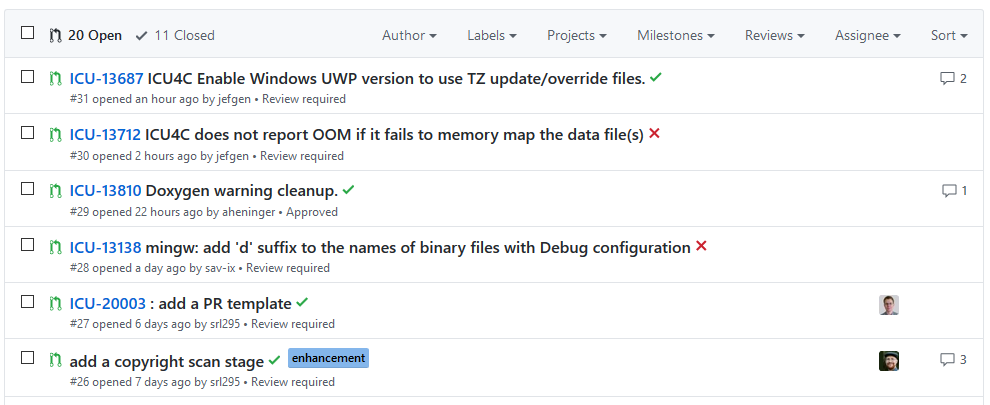 20 Open 11 Closed Author Labels Projects Milestones Reviews Assignee Sort
ICU-13687 ICU4C Enable Windows UWP version to use TZ update/override files. 2
#31 opened an hour ago by jefgen • Review required
ICU-13712 ICU4C does not report OOM if it fails to memory map the data file(s)
#30 opened 2 hours ago by jefgen • Review required
ICU-13810 Doxygen warning cleanup. 1
#29 opened 22 hours ago by aheninger • Approved
ICU-13138 mingw: add 'd' suffix to the names of binary files with Debug configuration
#28 opened a day ago by sav-ix • Review required
ICU-20003 : add a PR template
#27 opened 6 days ago by srl295 • Review required
add a copyright scan stage enhancement 3
#26 opened 7 days ago by srl295 • Review required